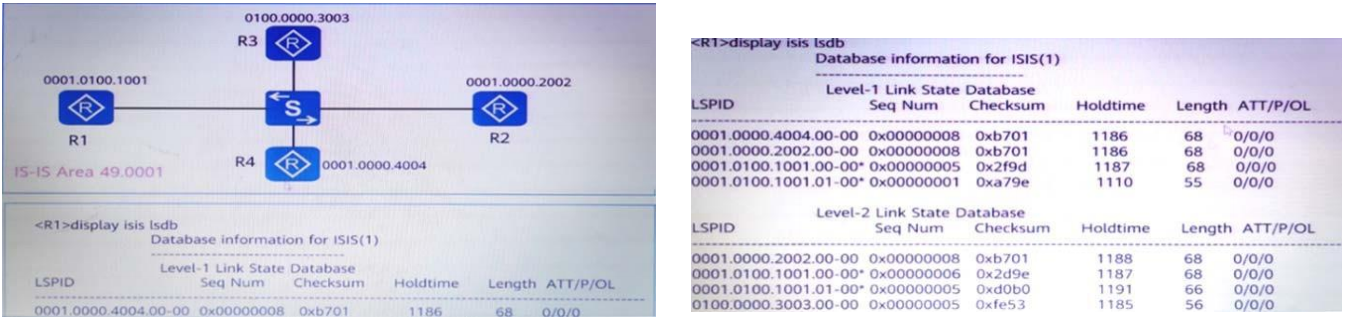 0100.0000.3003
R3
0001.0100.1001
0001.0000.2002
S
R1
R2
R4
0001.0000.4004
IS-IS Area 49.0001
<R1>display isis lsdb
Database information for ISIS(1)
Level-1 Link State Database
LSPID Seq Num Checksum Holdtime Length ATT/P/OL
0001.0000.4004.00-00 0x00000008 0xb701 1186 68 0/0/0
<R1>display isis lsdb
Database information for ISIS(1)
--------------------------------
Level-1 Link State Database
LSPID Seq Num Checksum Holdtime Length ATT/P/OL
0001.0000.4004.00-00 0x00000008 0xb701 1186 68 0/0/0
0001.0000.2002.00-00 0x00000008 0xb701 1186 68 0/0/0
0001.0100.1001.00-00* 0x00000005 0x2f9d 1187 68 0/0/0
0001.0100.1001.01-00* 0x00000001 0xa79e 1110 55 0/0/0
Level-2 Link State Database
LSPID Seq Num Checksum Holdtime Length ATT/P/OL
0001.0000.2002.00-00 0x00000008 0xb701 1188 68 0/0/0
0001.0100.1001.00-00* 0x00000006 0x2d9e 1187 68 0/0/0
0001.0100.1001.01-00* 0x00000005 0xd0b0 1191 66 0/0/0
0100.0000.3003.00-00 0x00000005 0xfe53 1185 56 0/0/0